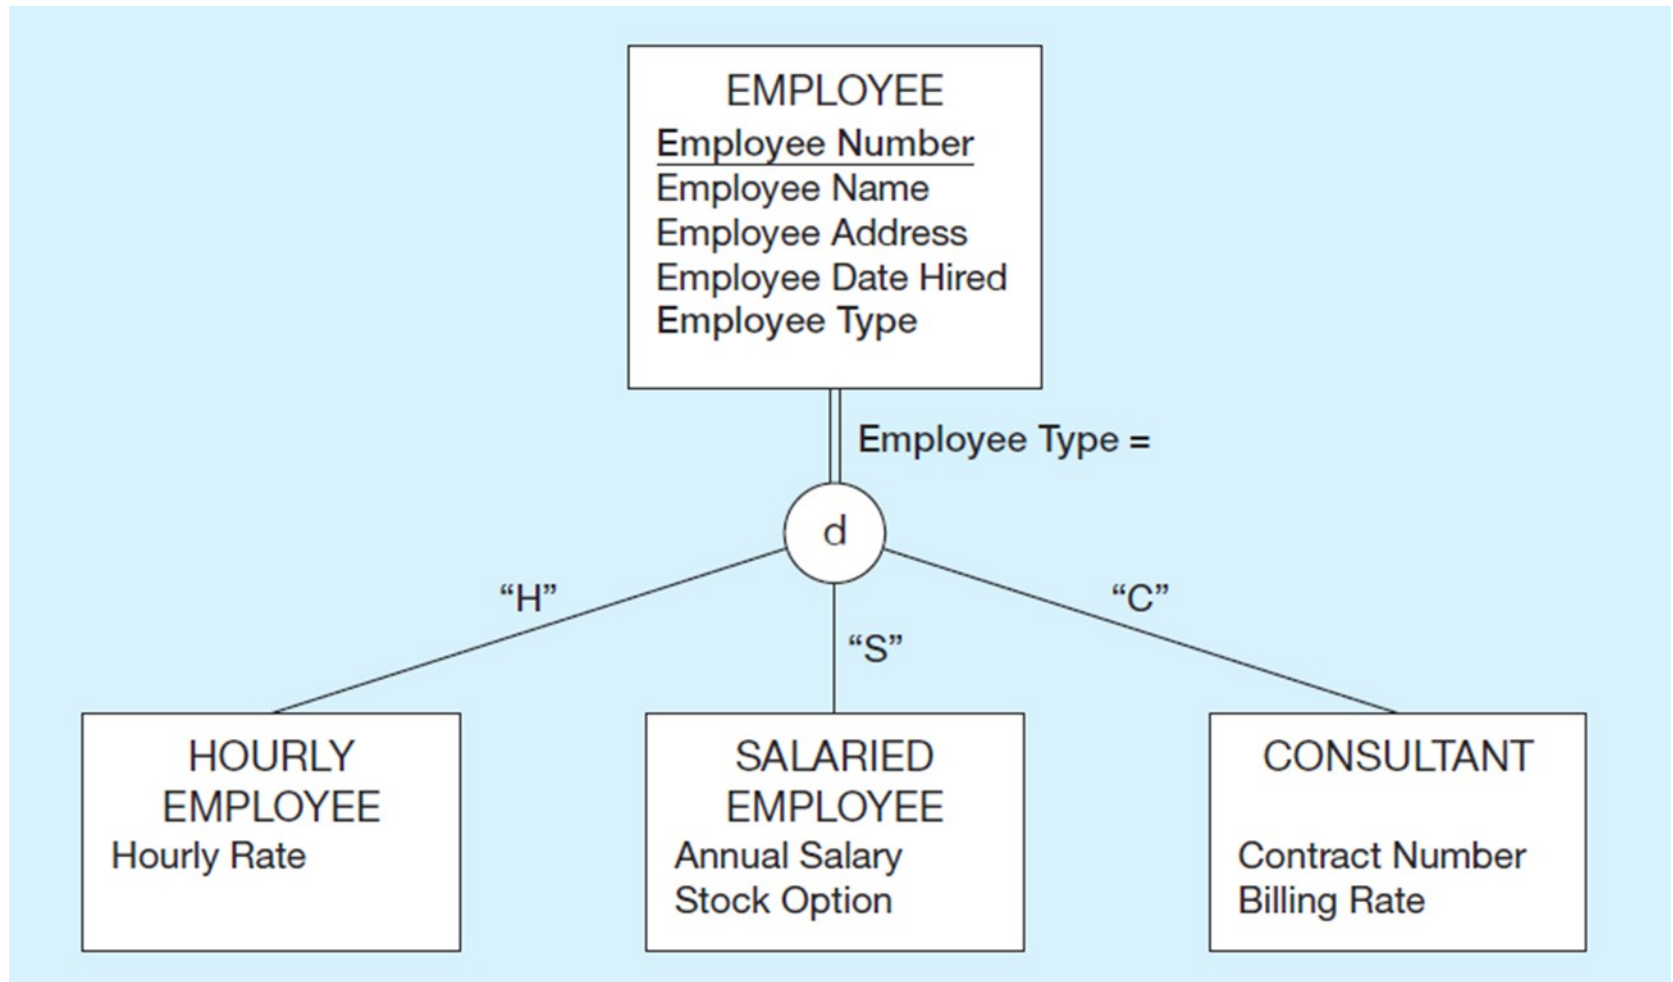 EMPLOYEE
Employee Number
Employee Name
Employee Address
Employee Date Hired
Employee Type
Employee Type =
d
“H”
“S”
“C”
HOURLY
EMPLOYEE
Hourly Rate
SALARIED
EMPLOYEE
Annual Salary
Stock Option
CONSULTANT
Contract Number
Billing Rate